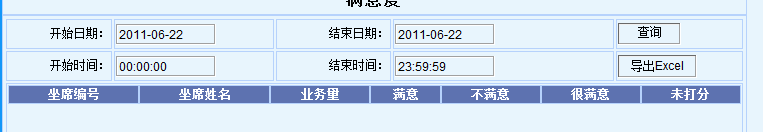 满意度
开始日期： 2011-06-22 结束日期： 2011-06-22 查询
开始时间： 00:00:00 结束时间： 23:59:59 导出Excel
坐席编号 坐席姓名 业务量 满意 不满意 很满意 未打分